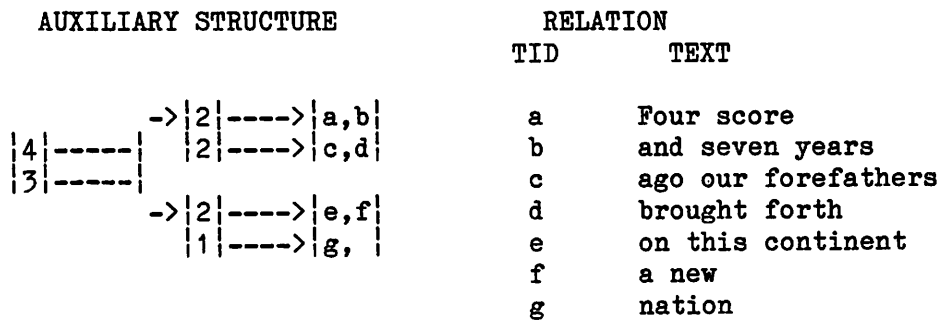 AUXILIARY STRUCTURE RELATION
TID TEXT
->|2|---->|a,b| a Four score
|4|-----| |2|---->|c,d| b and seven years
|3|-----| c ago our forefathers
->|2|---->|e,f| d brought forth
|1|---->|g, | e on this continent
f a new
g nation